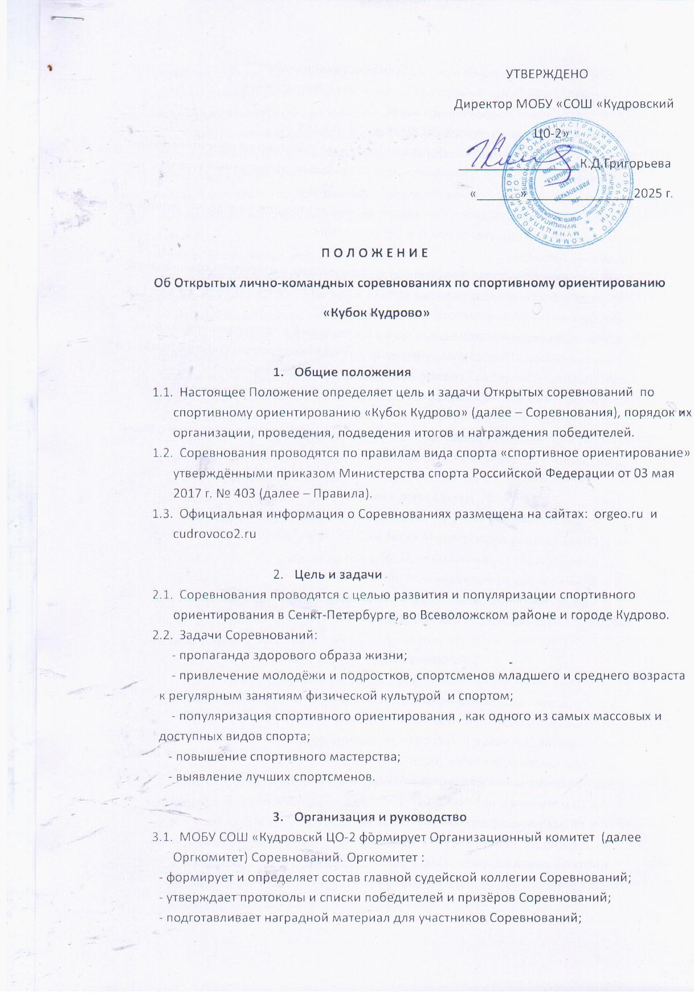 УТВЕРЖДЕНО
Директор МОБУ «СОШ «Кудровский
ЦО-2»
К.Д.Григорьева
«______»________________2025 г.
П О Л О Ж Е Н И Е
Об Открытых лично-командных соревнованиях по спортивному ориентированию
«Кубок Кудрово»
1. Общие положения
1.1. Настоящее Положение определяет цель и задачи Открытых соревнований по
спортивному ориентированию «Кубок Кудрово» (далее – Соревнования), порядок их
организации, проведения, подведения итогов и награждения победителей.
1.2. Соревнования проводятся по правилам вида спорта «спортивное ориентирование»
утверждёнными приказом Министерства спорта Российской Федерации от 03 мая
2017 г. № 403 (далее – Правила).
1.3. Официальная информация о Соревнованиях размещена на сайтах: orgeo.ru и
cudrovoco2.ru
2. Цель и задачи
2.1. Соревнования проводятся с целью развития и популяризации спортивного
ориентирования в Сенкт-Петербурге, во Всеволожском районе и городе Кудрово.
2.2. Задачи Соревнований:
- пропаганда здорового образа жизни;
- привлечение молодёжи и подростков, спортсменов младшего и среднего возраста
к регулярным занятиям физической культурой и спортом;
- популяризация спортивного ориентирования , как одного из самых массовых и
доступных видов спорта;
- повышение спортивного мастерства;
- выявление лучших спортсменов.
3. Организация и руководство
3.1. МОБУ СОШ «Кудровскй ЦО-2 формирует Организационный комитет (далее
Оргкомитет) Соревнований. Оргкомитет :
- формирует и определяет состав главной судейской коллегии Соревнований;
- утверждает протоколы и списки победителей и призёров Соревнований;
- подготавливает наградной материал для участников Соревнований;
МОБУ "СОШ"
"КУДРОВСКИЙ
ЦЕНТР
ОБРАЗОВАНИЯ
№2"